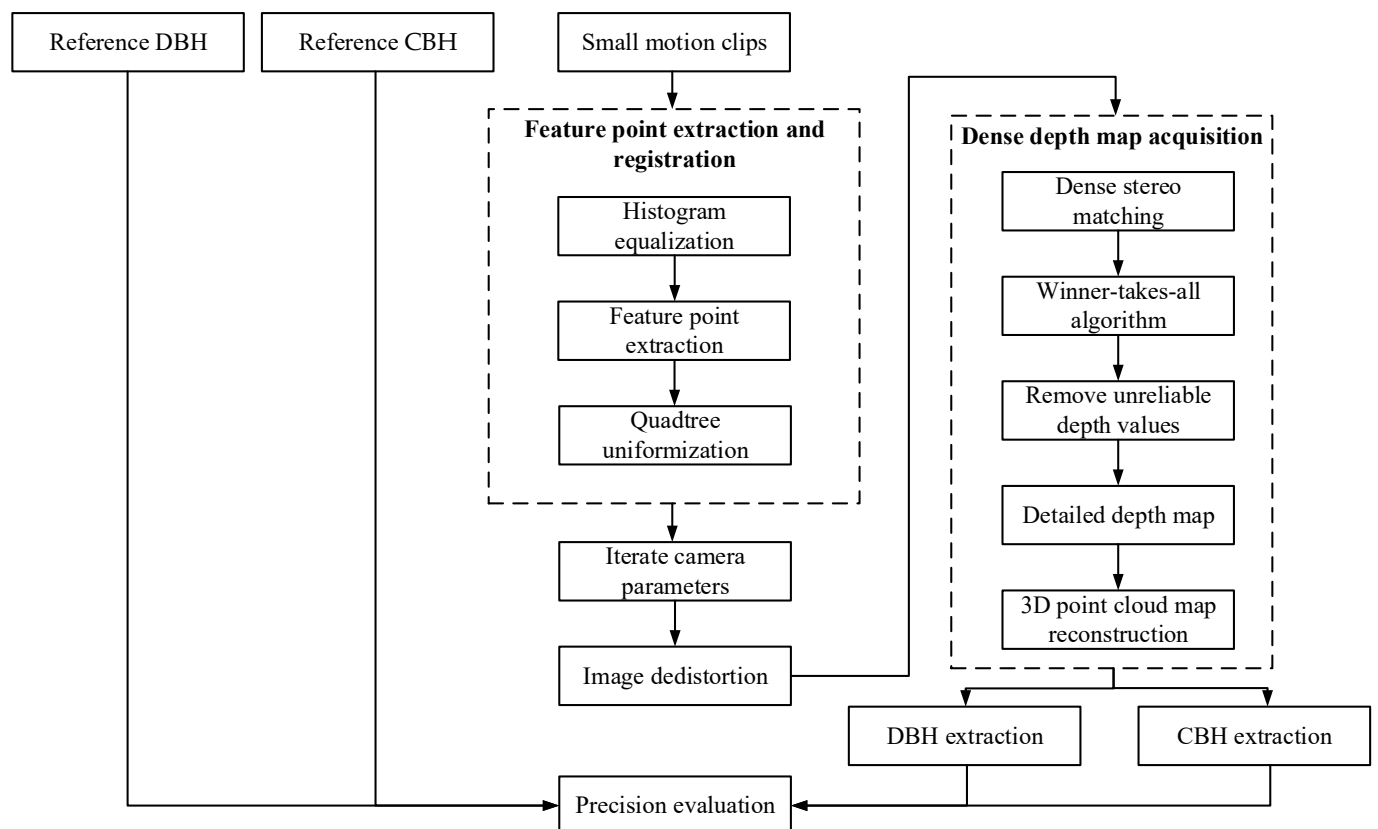 Reference DBH
Reference CBH
Small motion clips
Feature point extraction and
registration
Histogram
equalization
Feature point
extraction
Quadtree
uniformization
Iterate camera
parameters
Image dedistortion
Dense depth map acquisition
Dense stereo
matching
Winner-takes-all
algorithm
Remove unreliable
depth values
Detailed depth map
3D point cloud map
reconstruction
DBH extraction
CBH extraction
Precision evaluation